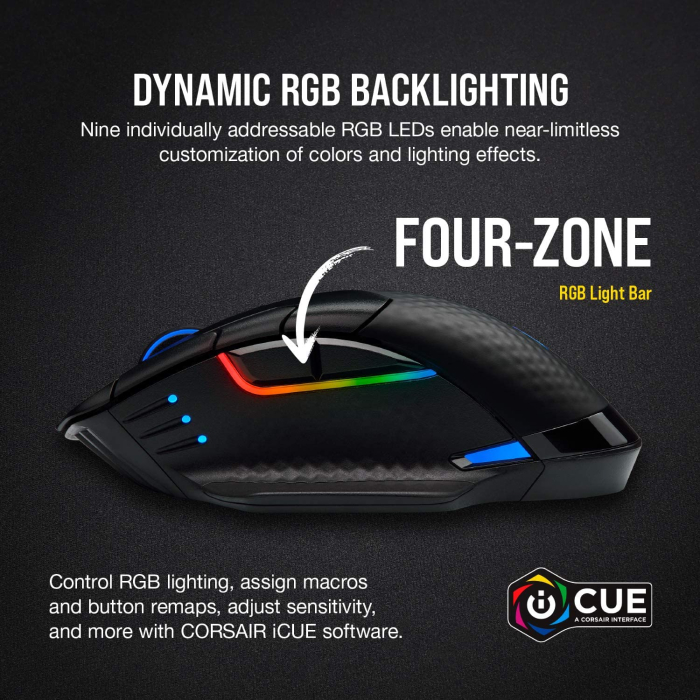 DYNAMIC RGB BACKLIGHTING
Nine individually addressable RGB LEDs enable near-limitless
customization of colors and lighting effects.
FOUR-ZONE
RGB Light Bar
Control RGB lighting, assign macros
and button remaps, adjust sensitivity,
and more with CORSAIR iCUE software.
iCUE
A CORSAIR INTERFACE